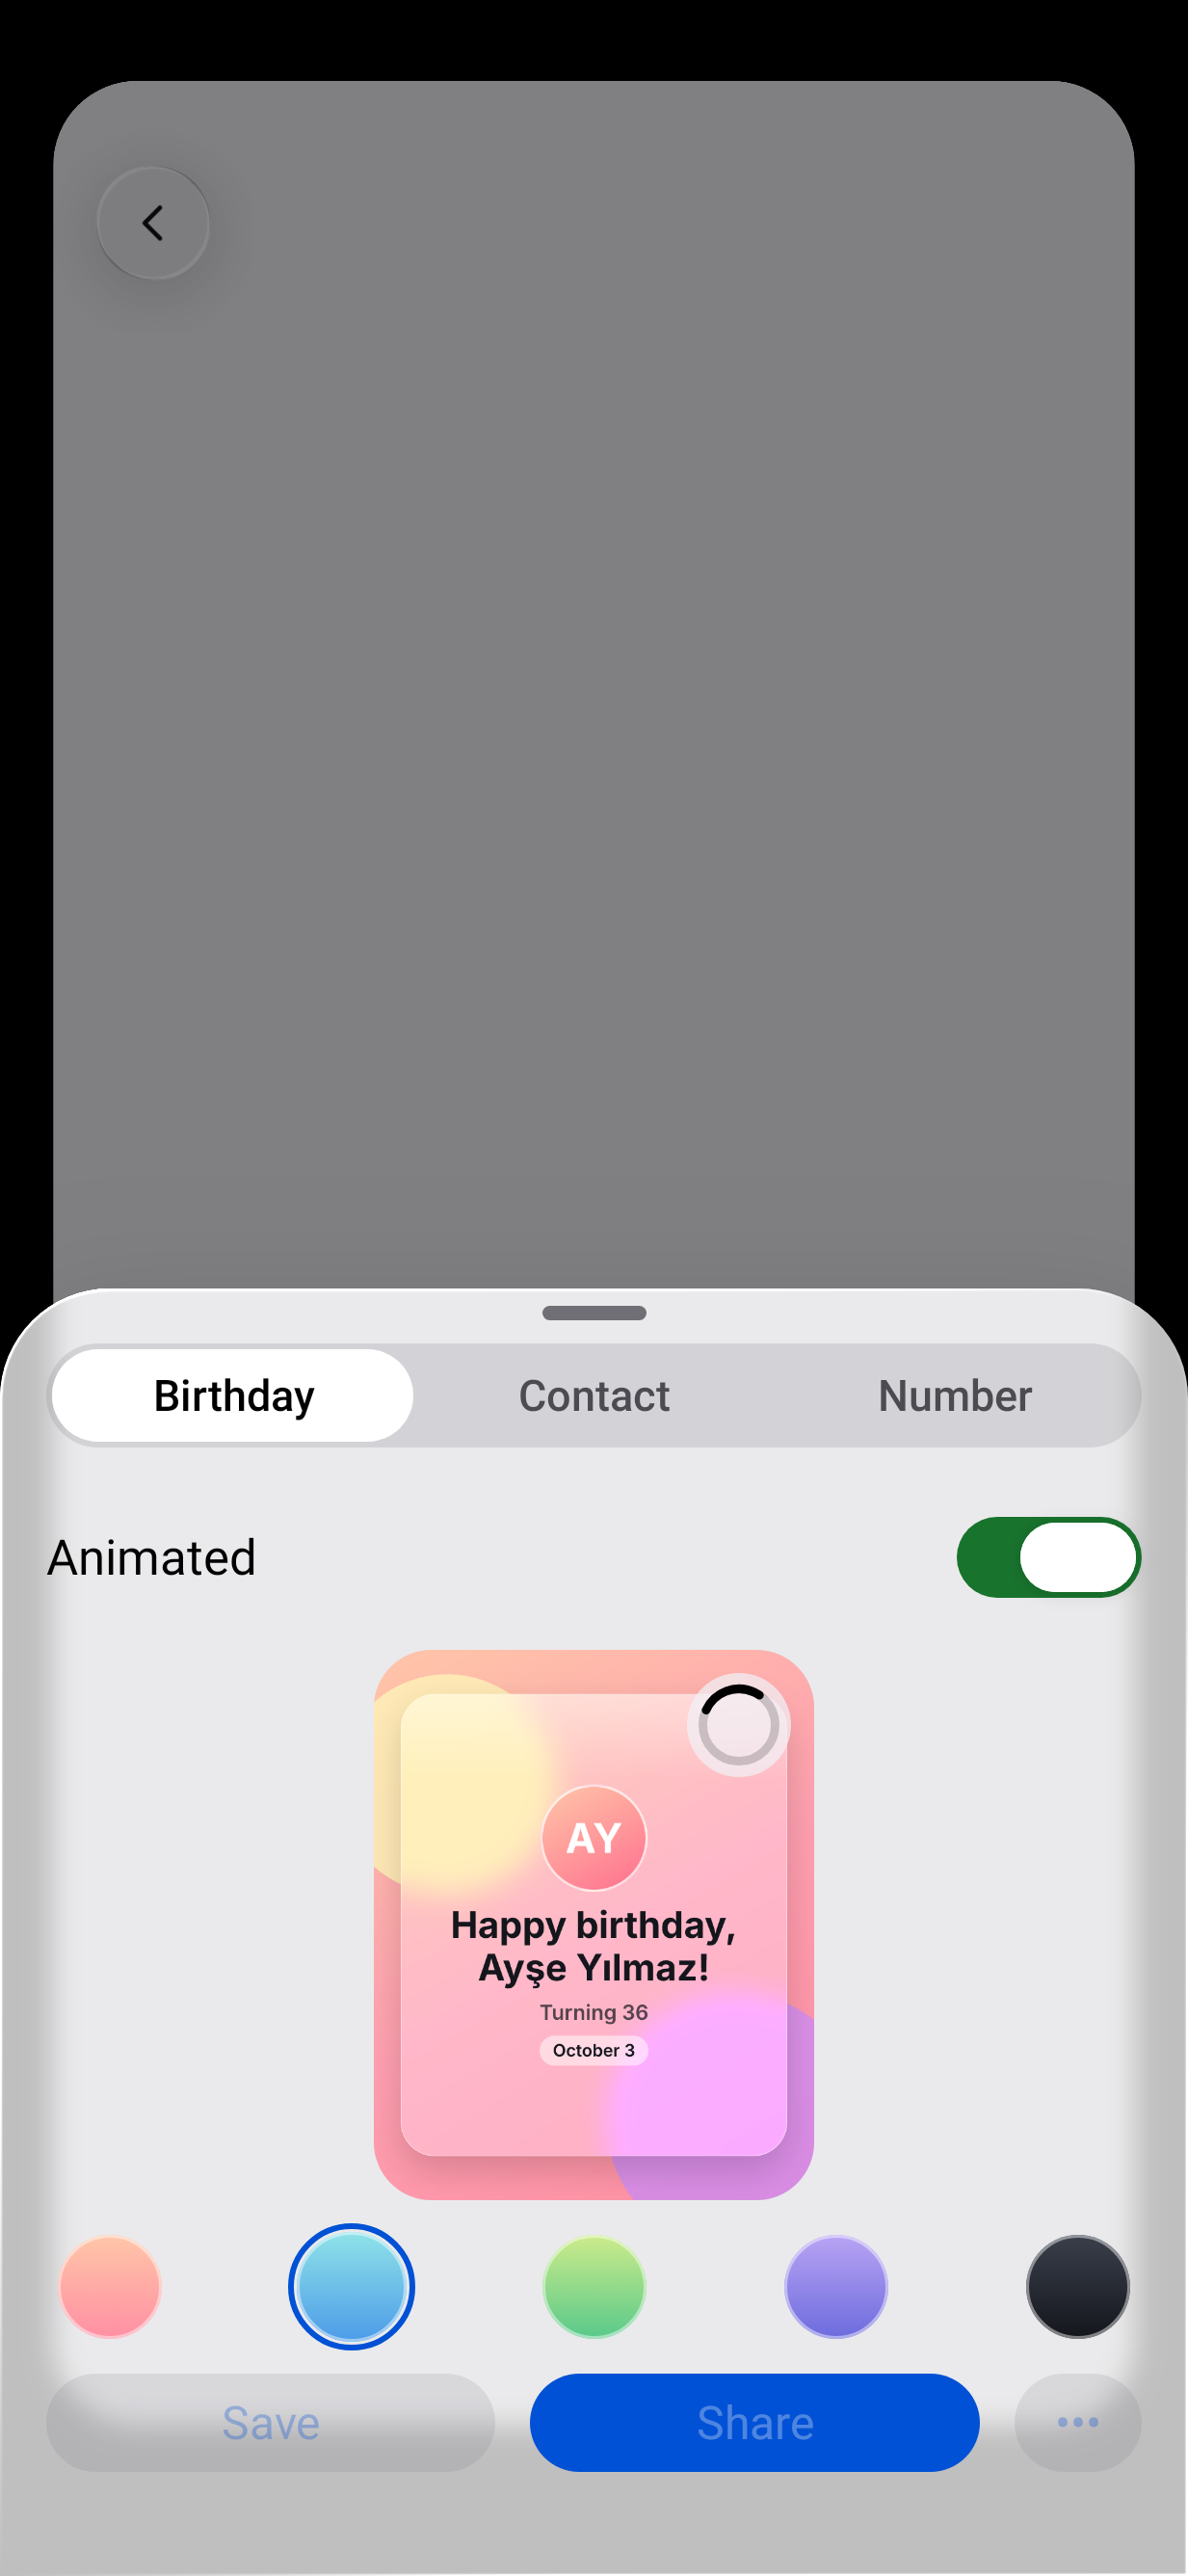 Birthday
Contact
Number
Animated
AY
Happy birthday,
Ayşe Yılmaz!
Turning 36
October 3
Save
Share